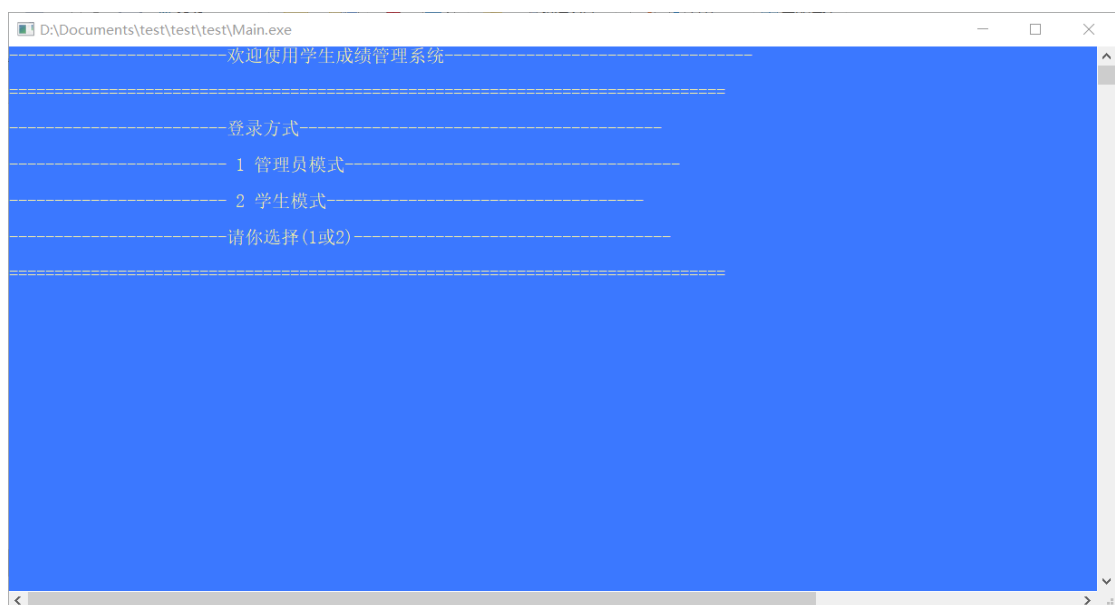 D:\Documents\test\test\test\Main.exe
------------------------欢迎使用学生成绩管理系统----------------------------------
===============================================================================
------------------------登录方式----------------------------------------
------------------------ 1 管理员模式-------------------------------------
------------------------ 2 学生模式-----------------------------------
------------------------请你选择(1或2)-----------------------------------
===============================================================================